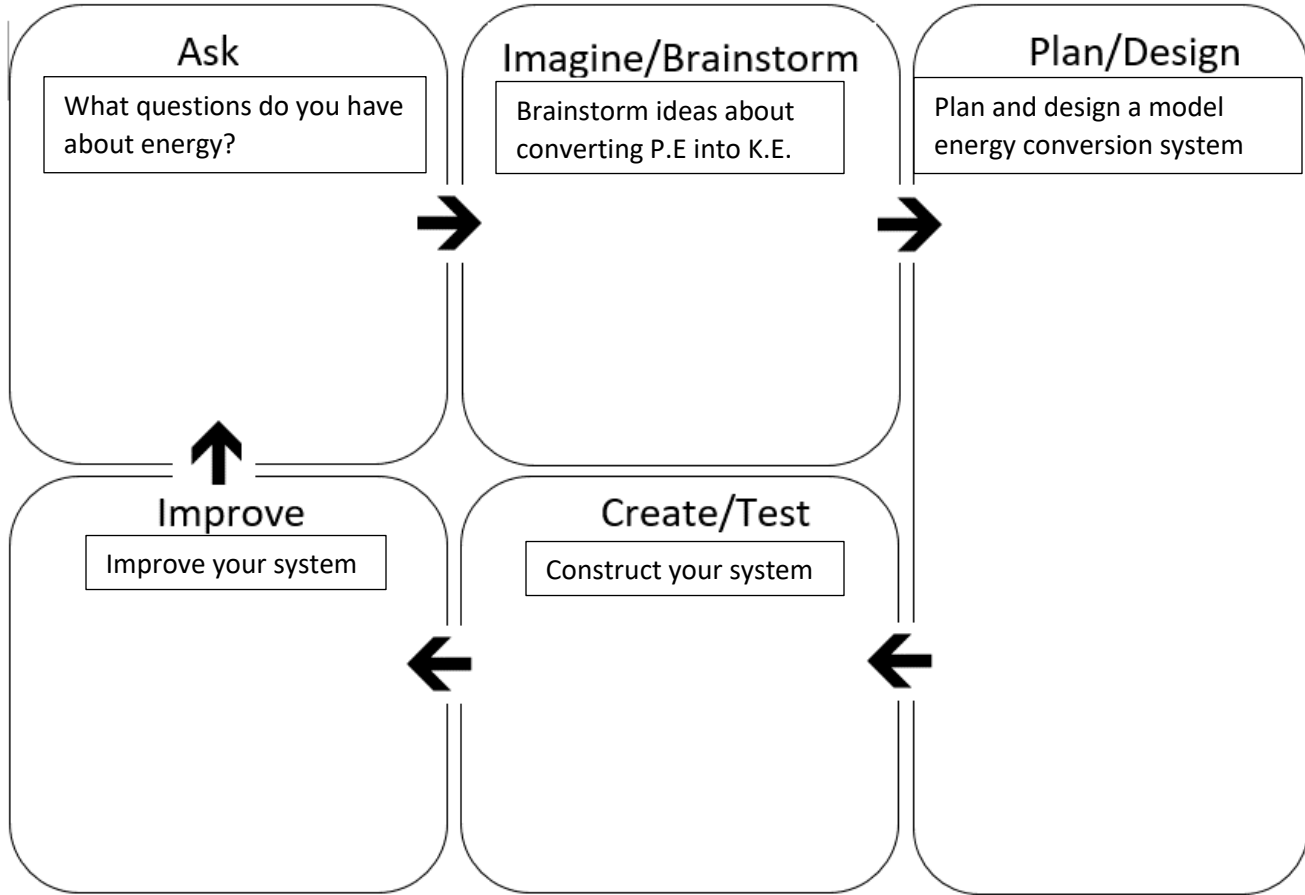 Ask
What questions do you have
about energy?
Imagine/Brainstorm
Brainstorm ideas about
converting P.E into K.E.
Plan/Design
Plan and design a model
energy conversion system
Create/Test
Construct your system
Improve
Improve your system